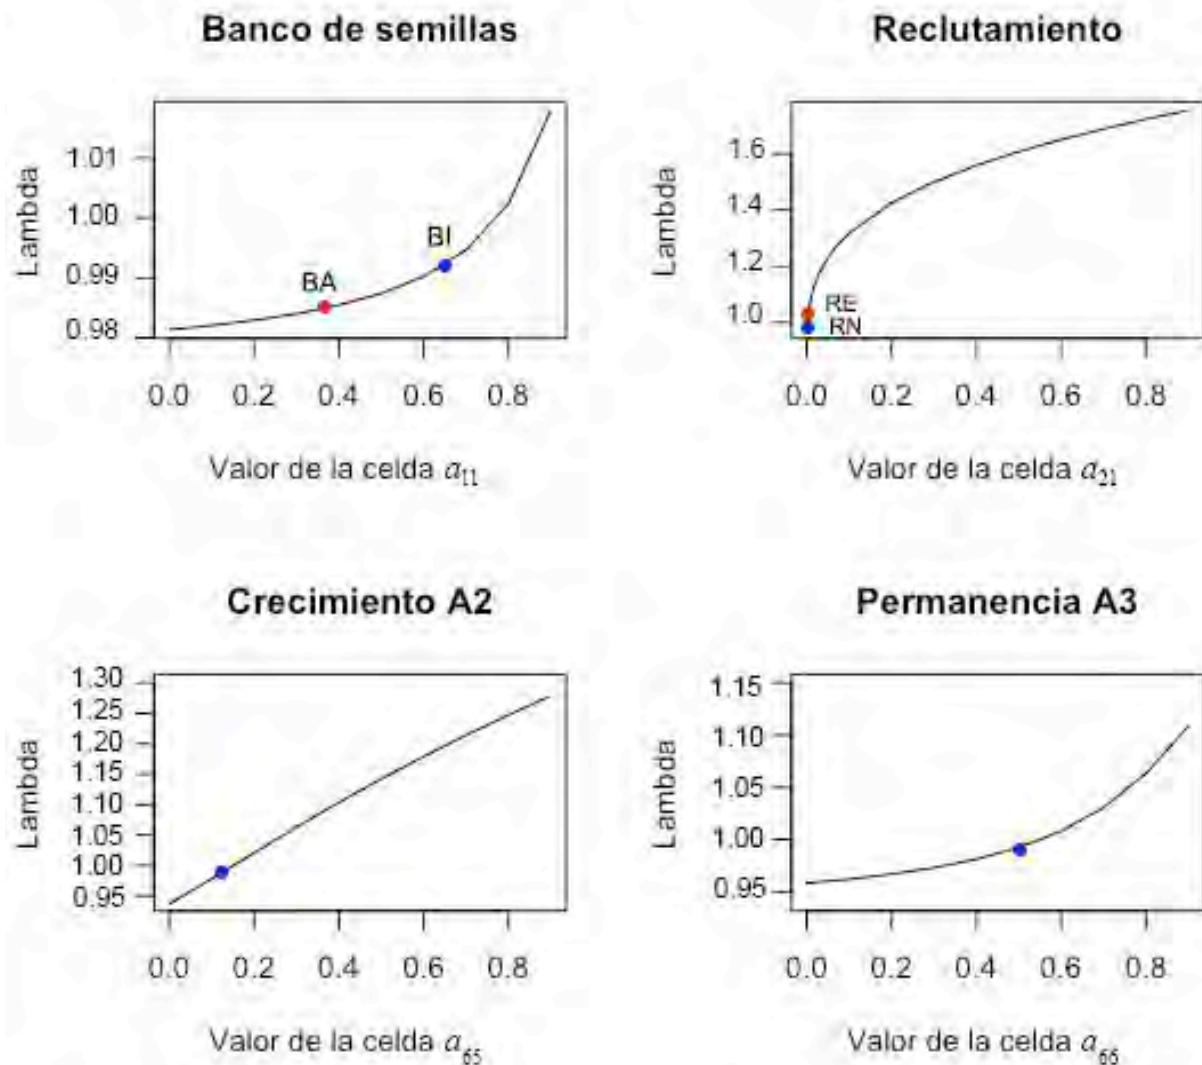 Banco de semillas
Lambda
1.01
1.00
0.99
0.98
BA
BI
0.0 0.2 0.4 0.6 0.8
Valor de la celda a11
Reclutamiento
Lambda
1.6
1.4
1.2
1.0
RE
RN
0.0 0.2 0.4 0.6 0.8
Valor de la celda a21
Crecimiento A2
Lambda
1.30
1.25
1.20
1.15
1.10
1.05
1.00
0.95
0.0 0.2 0.4 0.6 0.8
Valor de la celda a65
Permanencia A3
Lambda
1.15
1.10
1.05
1.00
0.95
0.0 0.2 0.4 0.6 0.8
Valor de la celda a66